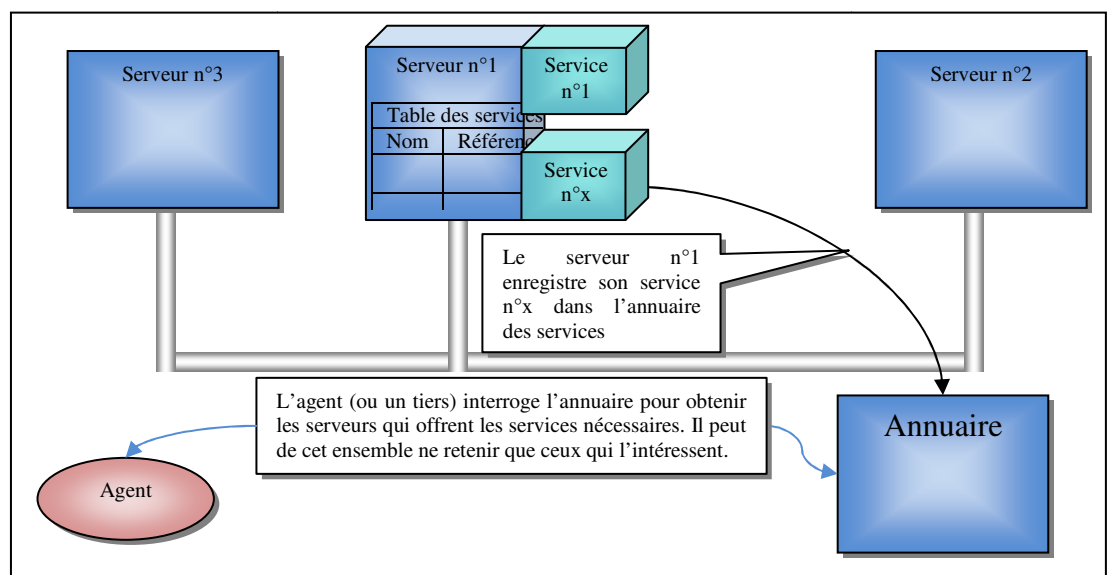 Serveur n°3
Serveur n°1
Service
n°1
Serveur n°2
Table des services
Nom
Référenc
Service
n°x
Le serveur n°1
enregistre son service
n°x dans l'annuaire
des services
L'agent (ou un tiers) interroge l'annuaire pour obtenir
les serveurs qui offrent les services nécessaires. Il peut
de cet ensemble ne retenir que ceux qui l'intéressent.
Annuaire
Agent